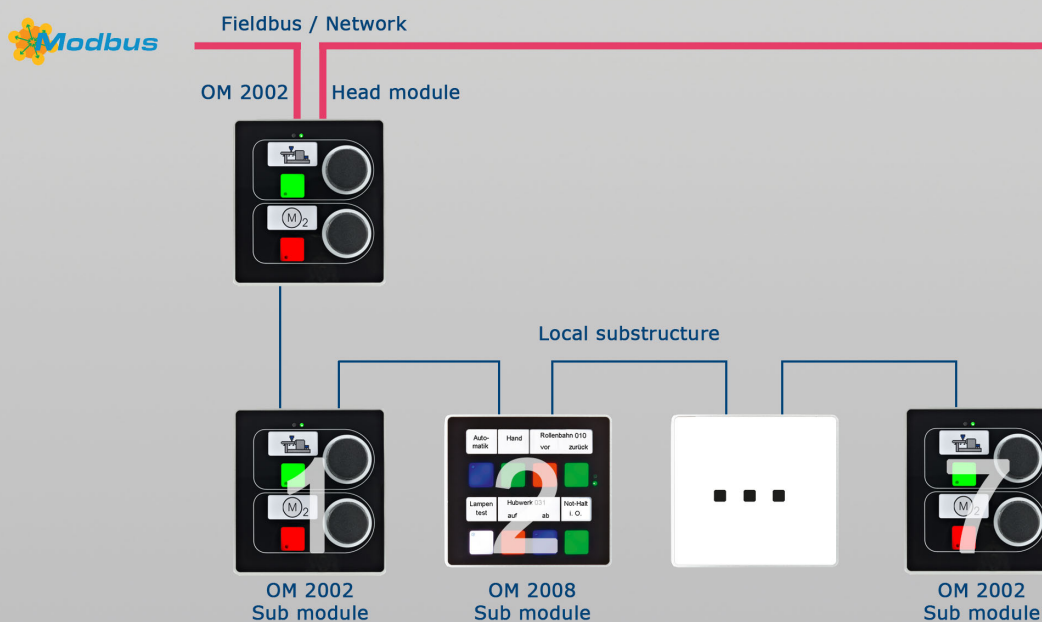 Modbus
Fieldbus / Network
OM 2002
Head module
M 2
Local substructure
1
M 2
OM 2002
Sub module
2
Auto-
matik
Hand
Rollenbahn 010
vor zurück
Lampen
test
Hubwerk 031
auf ab
Not-Halt
i. O.
OM 2008
Sub module
7
M
OM 2002
Sub module